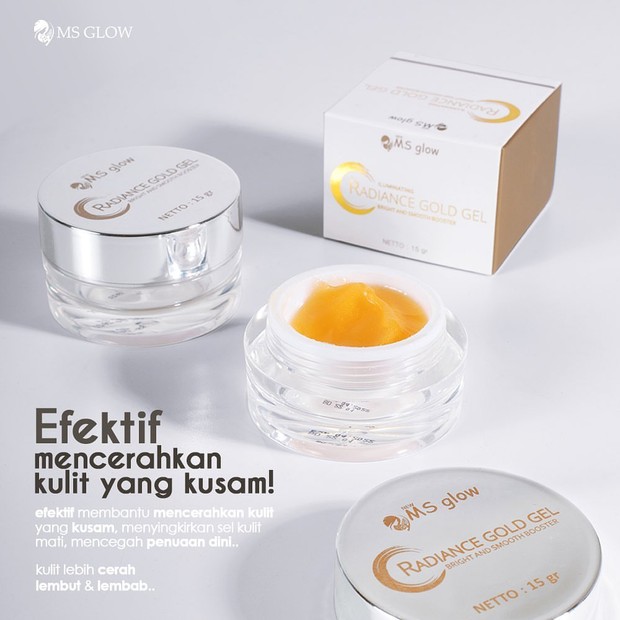 MS GLOW
MS glow
RADIANCE GOLD GEL
BRIGHT AND SMOOTH BOOSTER
NETTO : 15 gr
RADIANCE GOLD GEL
MS glow
ILLUMINATING
RADIANCE GOLD GEL
BRIGHT AND SMOOTH BOOSTER
NETTO : 15 gr
Efektif
mencerahkan
kulit yang kusam!
efektif membantu mencerahkan kulit
yang kusam, menyingkirkan sel kulit
mati, mencegah penuaan dini..
kulit lebih cerah
lembut & lembab..
MS glow
RADIANCE GOLD GEL
BRIGHT AND SMOOTH BOOSTER
NETTO : 15 gr